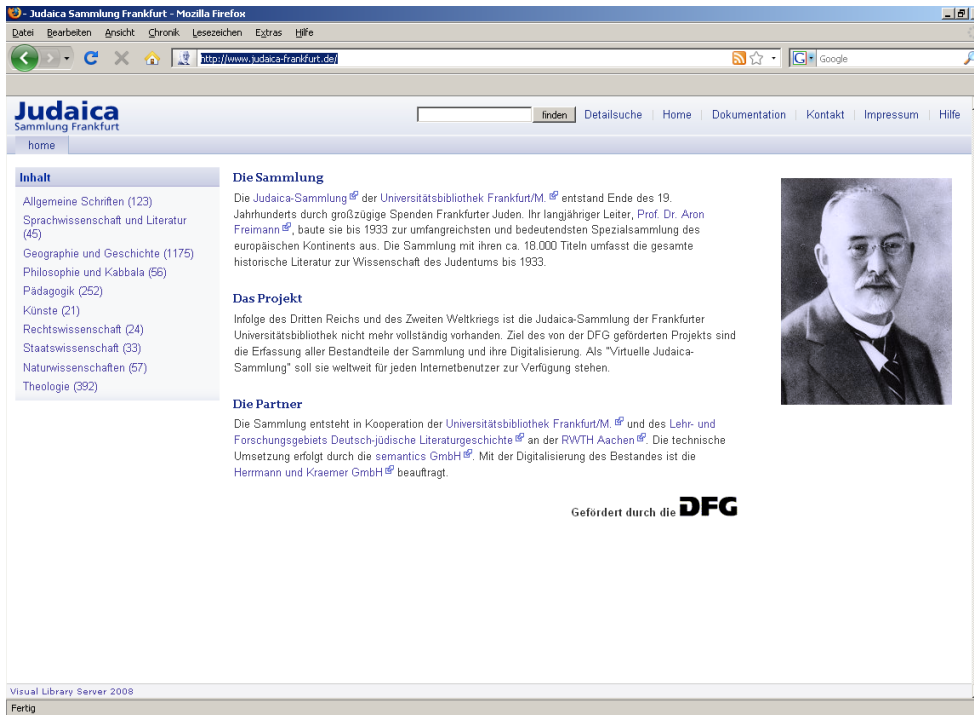 - Judaica Sammlung Frankfurt - Mozilla Firefox
Datei Bearbeiten Ansicht Chronik Lesezeichen Extras Hilfe
http://www.judaica-frankfurt.de/
Google
Judaica
Sammlung Frankfurt
finden Detailsuche Home Dokumentation Kontakt Impressum Hilfe
home
Inhalt
Allgemeine Schriften (123)
Sprachwissenschaft und Literatur
(45)
Geographie und Geschichte (1175)
Philosophie und Kabbala (56)
Pädagogik (252)
Künste (21)
Rechtswissenschaft (24)
Staatswissenschaft (33)
Naturwissenschaften (57)
Theologie (392)
Die Sammlung
Die Judaica-Sammlung der Universitätsbibliothek Frankfurt/M. entstand Ende des 19.
Jahrhunderts durch großzügige Spenden Frankfurter Juden. Ihr langjähriger Leiter, Prof. Dr. Aron
Freimann, baute sie bis 1933 zur umfangreichsten und bedeutendsten Spezialsammlung des
europäischen Kontinents aus. Die Sammlung mit ihren ca. 18.000 Titeln umfasst die gesamte
historische Literatur zur Wissenschaft des Judentums bis 1933.
Das Projekt
Infolge des Dritten Reichs und des Zweiten Weltkriegs ist die Judaica-Sammlung der Frankfurter
Universitätsbibliothek nicht mehr vollständig vorhanden. Ziel des von der DFG geförderten Projekts sind
die Erfassung aller Bestandteile der Sammlung und ihre Digitalisierung. Als "Virtuelle Judaica-
Sammlung" soll sie weltweit für jeden Internetbenutzer zur Verfügung stehen.
Die Partner
Die Sammlung entsteht in Kooperation der Universitätsbibliothek Frankfurt/M. und des Lehr- und
Forschungsgebiets Deutsch-jüdische Literaturgeschichte an der RWTH Aachen. Die technische
Umsetzung erfolgt durch die semantics GmbH. Mit der Digitalisierung des Bestandes ist die
Herrmann und Kraemer GmbH beauftragt.
Gefördert durch die DFG
Visual Library Server 2008
Fertig